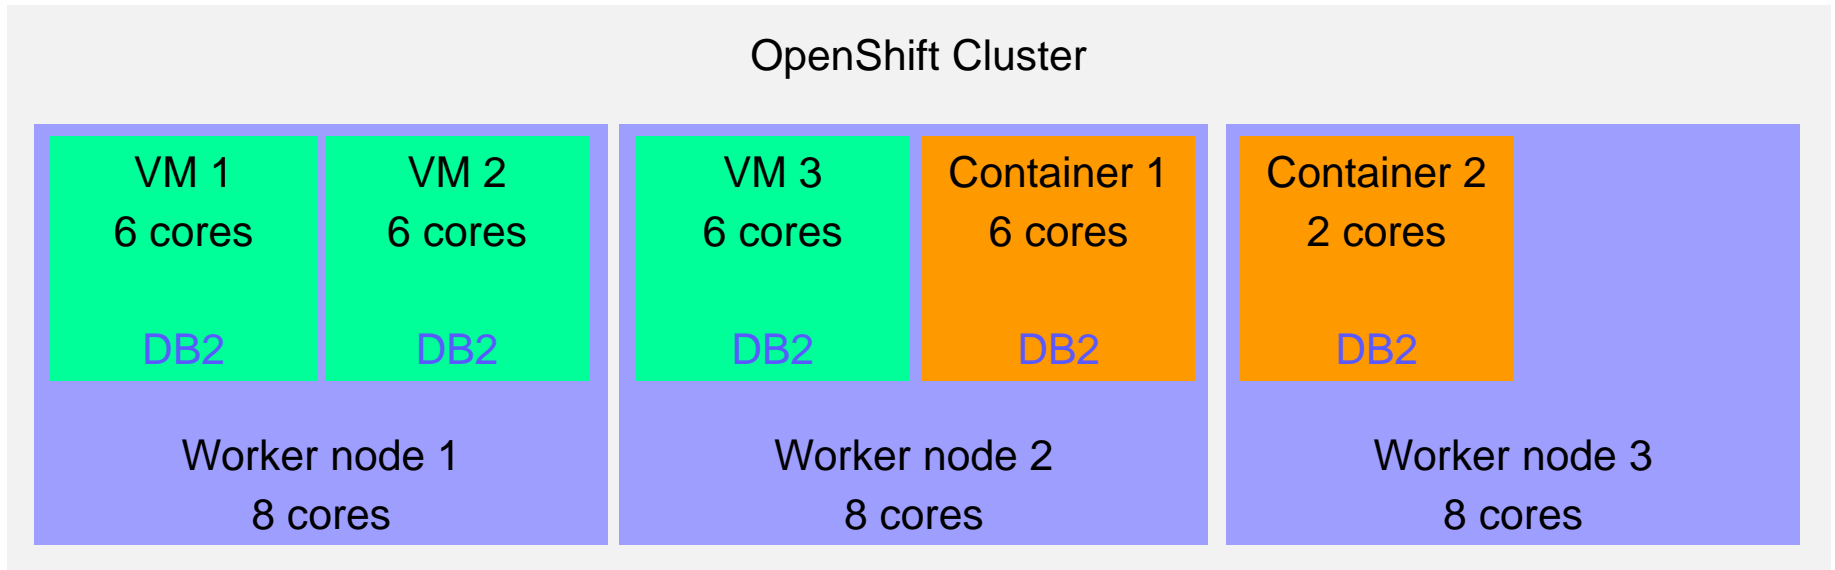 OpenShift Cluster
VM 1
6 cores
DB2
VM 2
6 cores
DB2
Worker node 1
8 cores
VM 3
6 cores
DB2
Container 1
6 cores
DB2
Worker node 2
8 cores
Container 2
2 cores
DB2
Worker node 3
8 cores